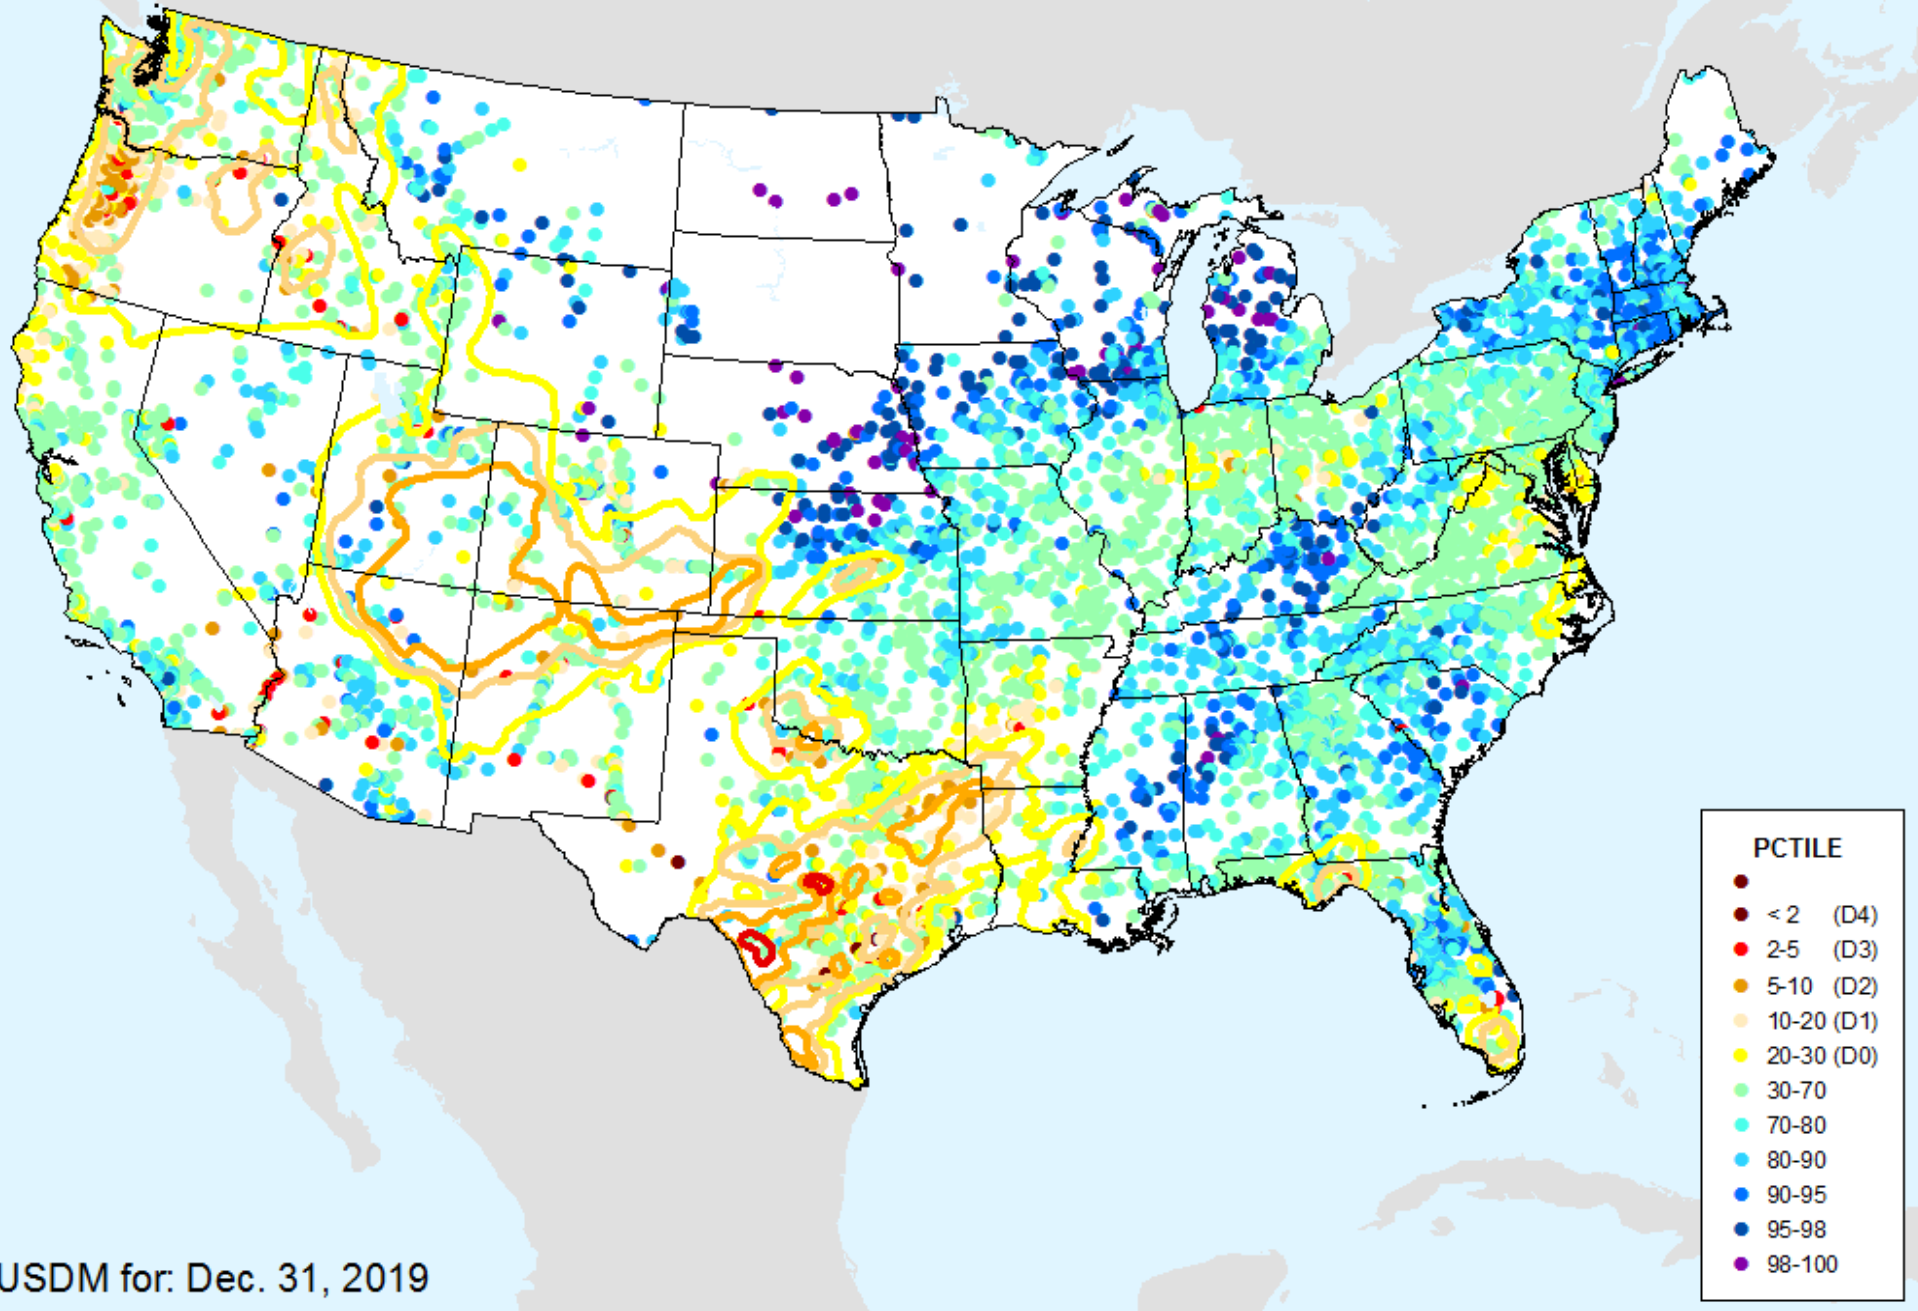 PCTILE
< 2 (D4)
2-5 (D3)
5-10 (D2)
10-20 (D1)
20-30 (D0)
30-70
70-80
80-90
90-95
95-98
98-100
USDM for: Dec. 31, 2019